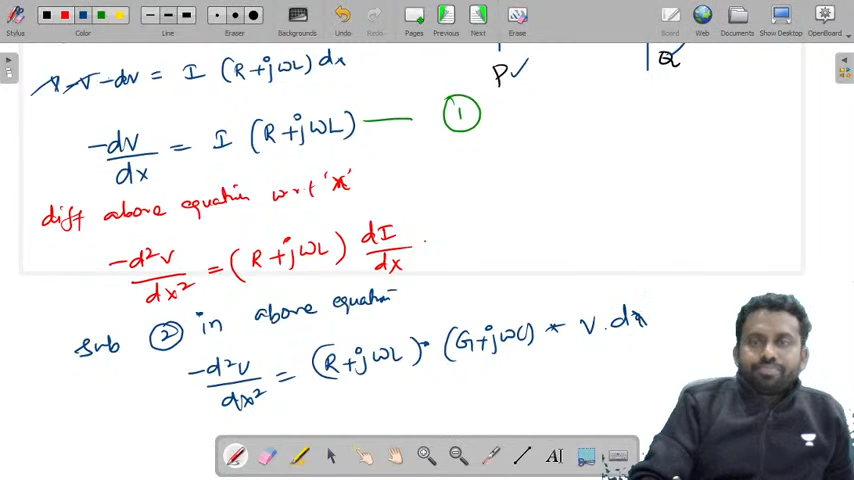 Stylus Color Line Eraser Backgrounds Undo Redo Pages Previous Next Erase Board Web Documents Show Desktop OpenBoard
V-V-dv = I (R+jωL) dx
P✓ Q✓
-dv/dx = I (R+jωL) —— 1
diff above equation w.r.t 'x'
-d²v/dx² = (R+jωL) dI/dx
Sub 2 in above equation
-d²v/dx² = (R+jωL) · (G+jωC) * V.dx